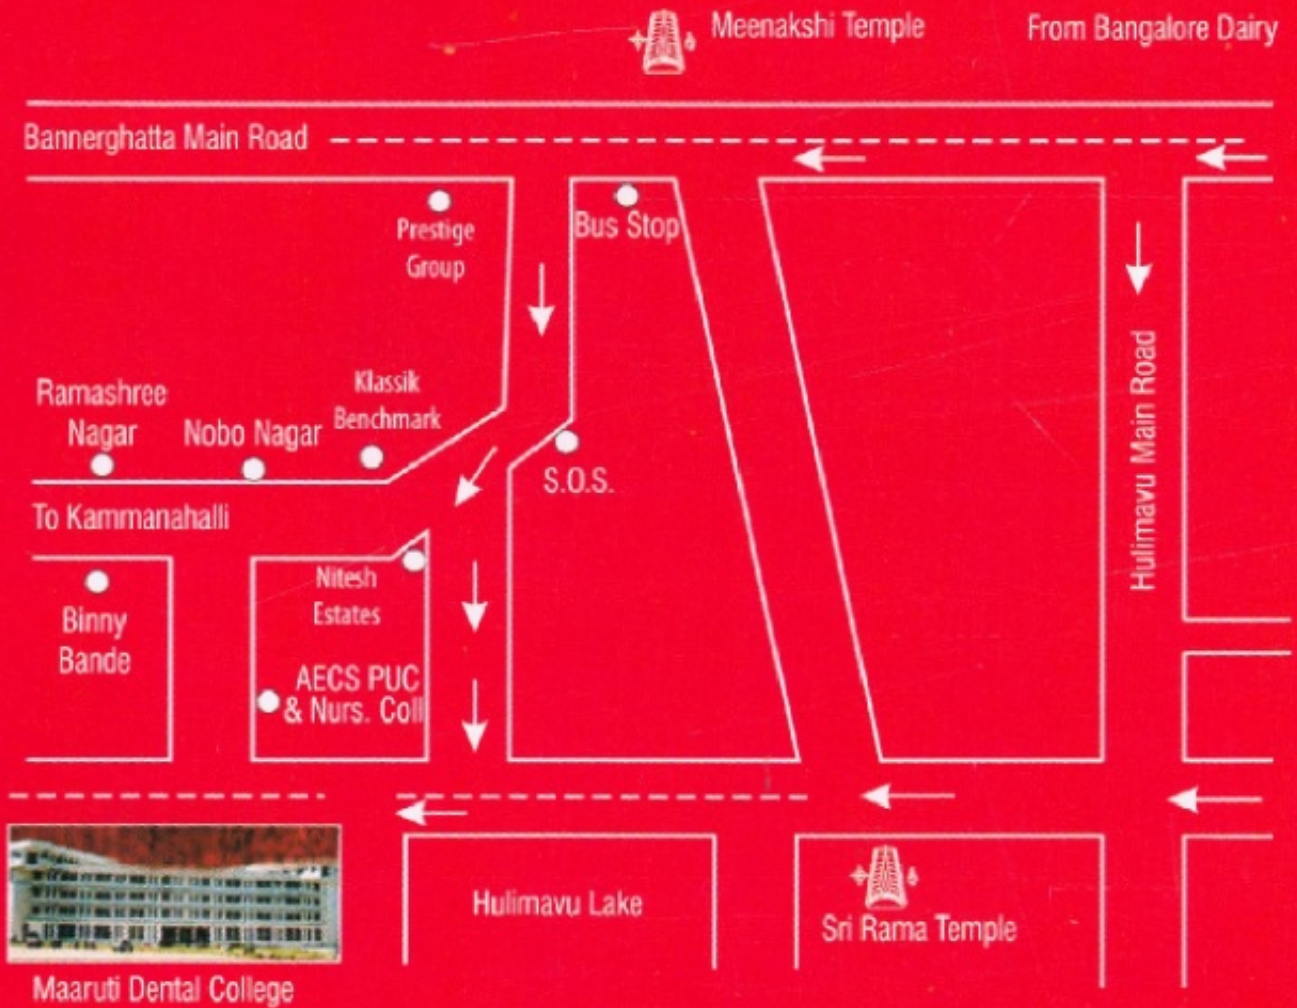 Meenakshi Temple
From Bangalore Dairy
Bannerghatta Main Road
Prestige
Group
Bus Stop
Ramashree
Nagar
Nobo Nagar
Klassik
Benchmark
S.O.S.
Hulimavu Main Road
To Kammanahalli
Binny
Bande
Nitesh
Estates
AECS PUC
& Nurs. Coll
Hulimavu Lake
Sri Rama Temple
Maaruti Dental College